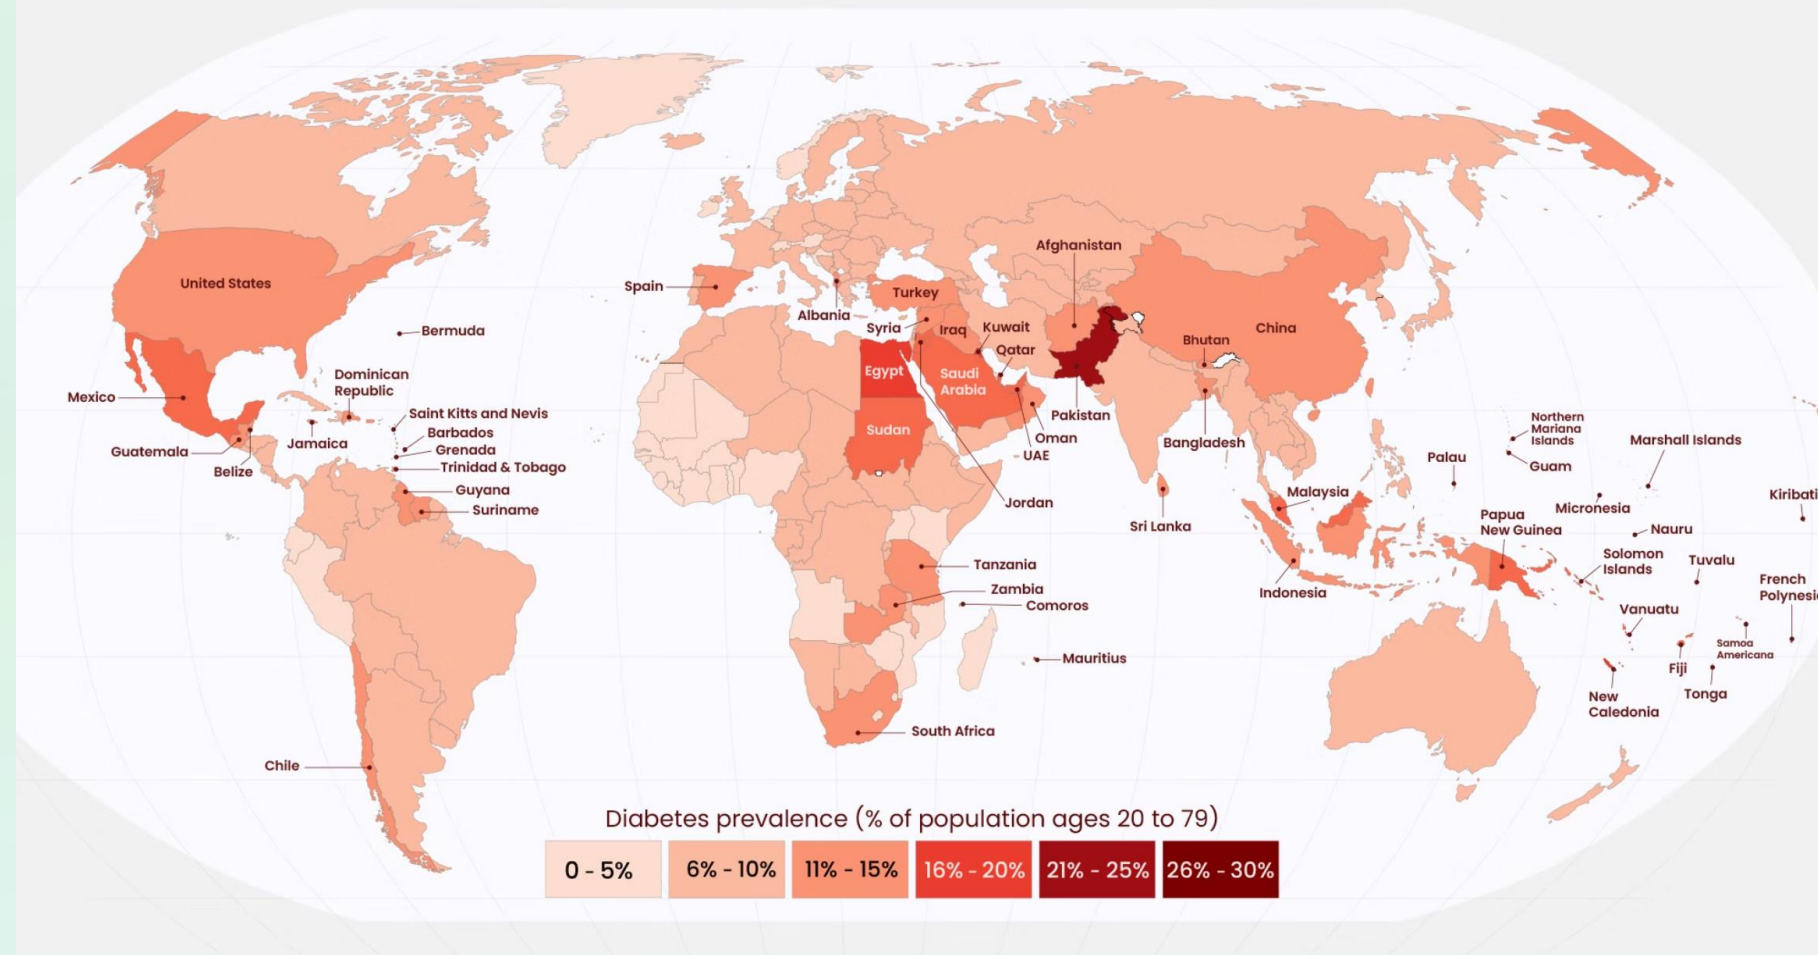 Afghanistan
United States
Spain
Turkey
Albania
Syria
Iraq
Kuwait
Qatar
China
Bermuda
Bhutan
Egypt
Saudi
Arabia
Dominican
Republic
Mexico
Saint Kitts and Nevis
Pakistan
Barbados
Sudan
Oman
Bangladesh
Northern
Mariana
Islands
Marshall Islands
Guatemala
Jamaica
Grenada
UAE
Belize
Trinidad & Tobago
Palau
Guam
Guyana
Suriname
Jordan
Malaysia
Sri Lanka
Micronesia
Kiribati
Papua
New Guinea
Nauru
Solomon
Islands
Tuvalu
Tanzania
Zambia
Comoros
Indonesia
French
Polynesi
Vanuatu
Samoa
Americana
Mauritius
Fiji
Tonga
New
Caledonia
South Africa
Chile
Diabetes prevalence (% of population ages 20 to 79)
0 - 5%
6% - 10%
11% - 15%
16% - 20%
21% - 25%
26% - 30%